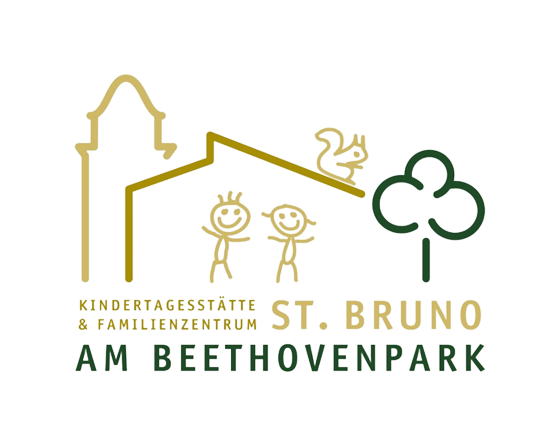 KINDERTAGESSTÄTTE
& FAMILIENZENTRUM ST. BRUNO
AM BEETHOVENPARK